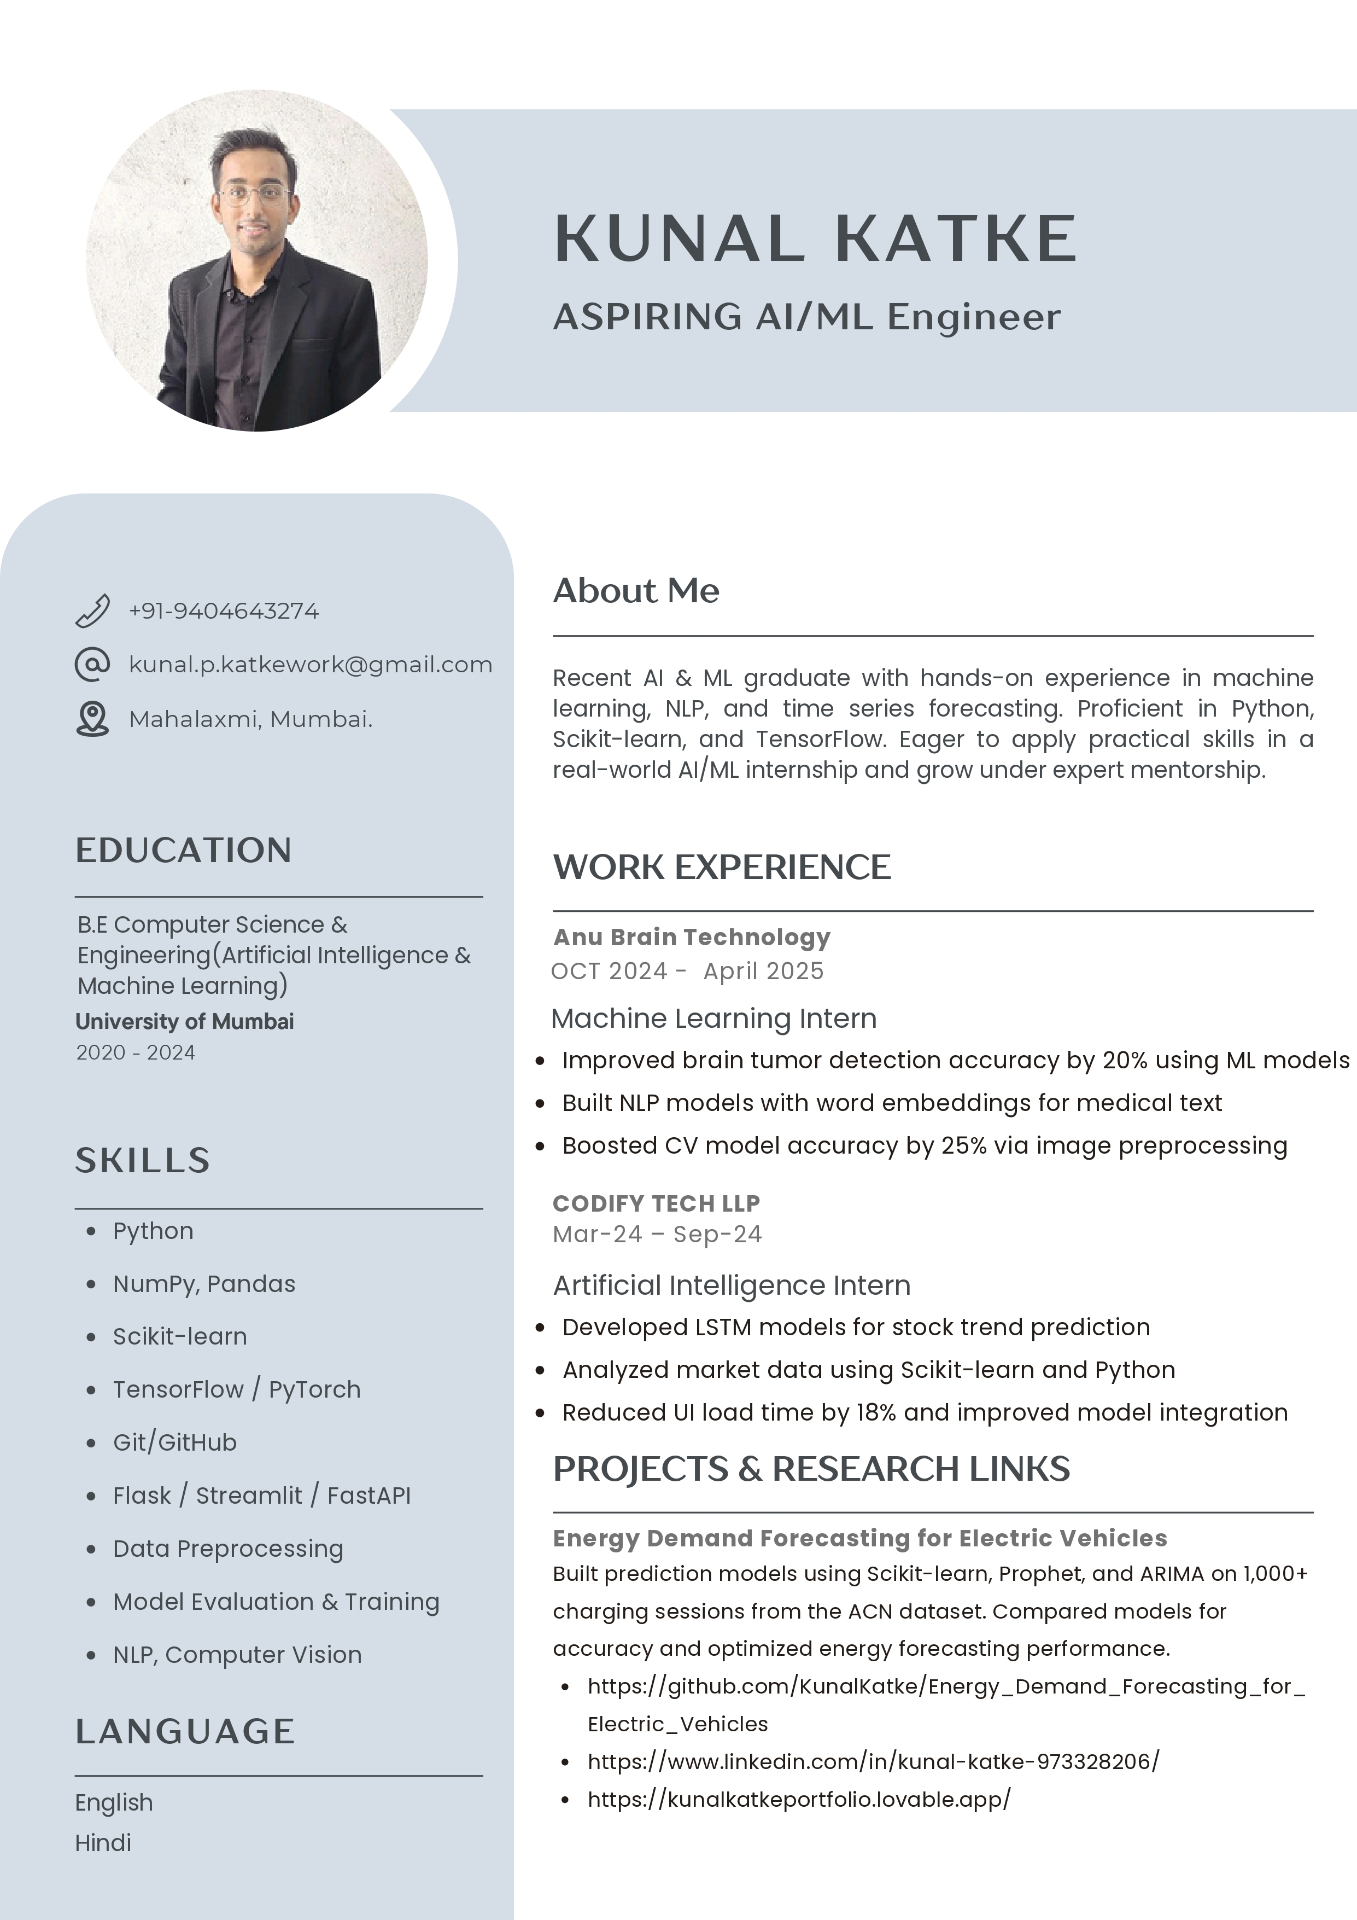 KUNAL KATKE
ASPIRING AI/ML Engineer
+91-9404643274
kunal.p.katkework@gmail.com
Mahalaxmi, Mumbai.
EDUCATION
B.E Computer Science &
Engineering(Artificial Intelligence &
Machine Learning)
University of Mumbai
2020 - 2024
SKILLS
• Python
• NumPy, Pandas
• Scikit-learn
• TensorFlow / PyTorch
• Git/GitHub
• Flask / Streamlit / FastAPI
• Data Preprocessing
• Model Evaluation & Training
• NLP, Computer Vision
LANGUAGE
English
Hindi
About Me
Recent AI & ML graduate with hands-on experience in machine
learning, NLP, and time series forecasting. Proficient in Python,
Scikit-learn, and TensorFlow. Eager to apply practical skills in a
real-world AI/ML internship and grow under expert mentorship.
WORK EXPERIENCE
Anu Brain Technology
OCT 2024 - April 2025
Machine Learning Intern
• Improved brain tumor detection accuracy by 20% using ML models
• Built NLP models with word embeddings for medical text
• Boosted CV model accuracy by 25% via image preprocessing
CODIFY TECH LLP
Mar-24 – Sep-24
Artificial Intelligence Intern
• Developed LSTM models for stock trend prediction
• Analyzed market data using Scikit-learn and Python
• Reduced UI load time by 18% and improved model integration
PROJECTS & RESEARCH LINKS
Energy Demand Forecasting for Electric Vehicles
Built prediction models using Scikit-learn, Prophet, and ARIMA on 1,000+
charging sessions from the ACN dataset. Compared models for
accuracy and optimized energy forecasting performance.
• https://github.com/KunalKatke/Energy_Demand_Forecasting_for_
Electric_Vehicles
• https://www.linkedin.com/in/kunal-katke-973328206/
• https://kunalkatkeportfolio.lovable.app/